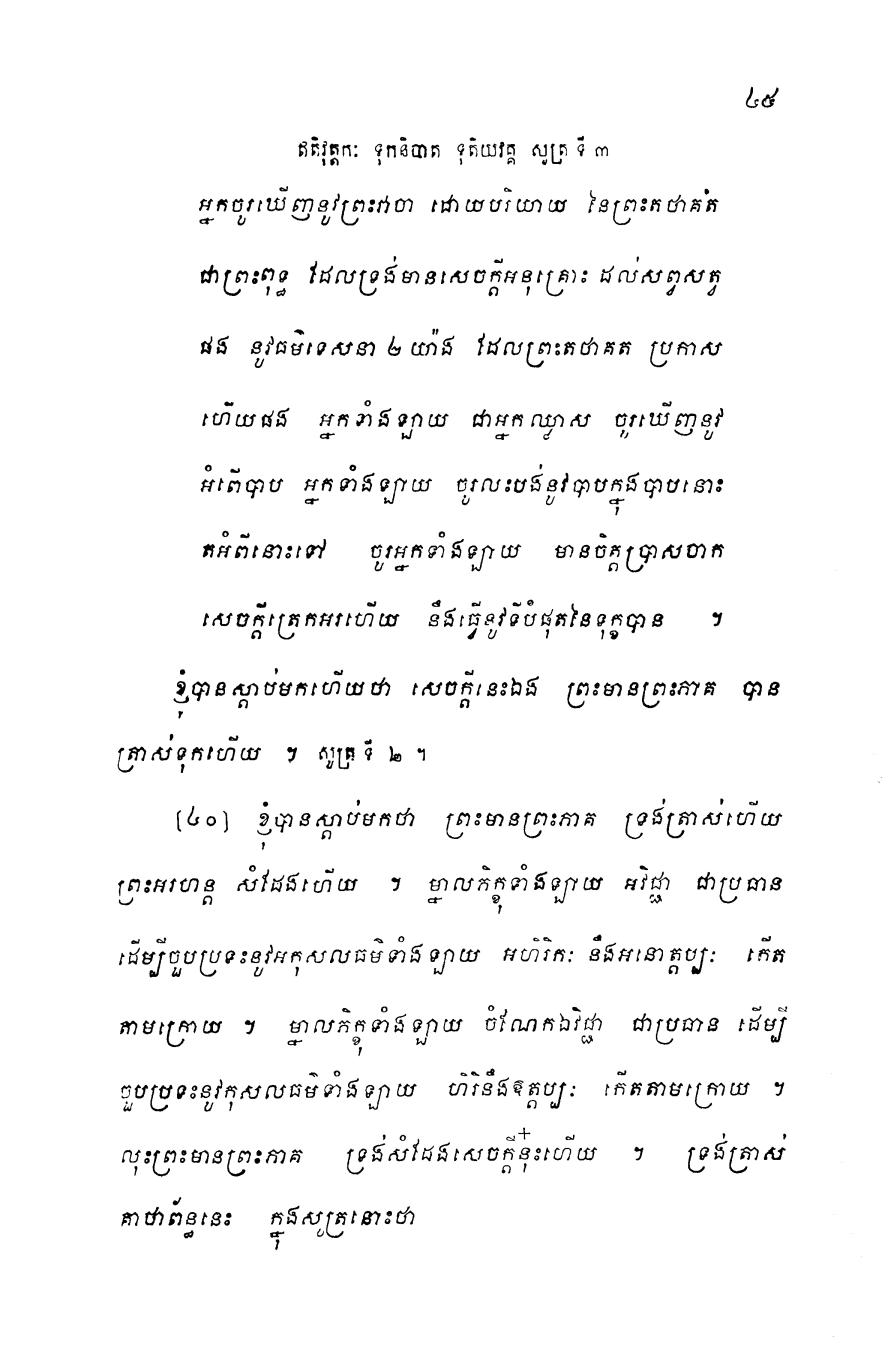 ៤៥
ឥតិវុត្តកៈ ទុកនិបាត ទុតិយវគ្គ សូត្រ ទី ៣
អ្នកចូរឃើញនូវព្រះវាចា ដោយបរិយាយ នៃព្រះតថាគត
ជាព្រះពុទ្ធ ដែលទ្រង់មានសេចក្តីអនុគ្រោះ ដល់សព្វសត្វ
ផង នូវធម៌ទេសនា ២ យ៉ាង ដែលព្រះតថាគត ប្រកាស
ហើយផង អ្នកទាំងឡាយ ជាអ្នកឈ្លាស ចូរឃើញនូវ
អំពើបាប អ្នកទាំងឡាយ ចូរលះបង់នូវបាបក្នុងបាបនោះ
តអំពីនោះទៅ ចូរអ្នកទាំងឡាយ មានចិត្តប្រាសចាក
សេចក្តីត្រេកអរហើយ នឹងធ្វើនូវទីបំផុតនៃទុក្ខបាន ។
ខ្ញុំបានស្តាប់មកហើយថា សេចក្តីនេះឯង ព្រះមានព្រះភាគ បាន
ត្រាស់ទុកហើយ ។ សូត្រ ទី ២ ។
[៤០] ខ្ញុំបានស្តាប់មកថា ព្រះមានព្រះភាគ ទ្រង់ត្រាស់ហើយ
ព្រះអរហន្ត សំដែងហើយ ។ ម្នាលភិក្ខុទាំងឡាយ អវិជ្ជា ជាប្រធាន
ដើម្បីចួបប្រទះនូវអកុសលធម៌ទាំងឡាយ អហិរិកៈ នឹងអនោត្តប្បៈ កើត
តាមក្រោយ ។ ម្នាលភិក្ខុទាំងឡាយ ចំណែកឯវិជ្ជា ជាប្រធាន ដើម្បី
ចួបប្រទះនូវកុសលធម៌ទាំងឡាយ ហិរិនឹងឱត្តប្បៈ កើតតាមក្រោយ ។
លុះព្រះមានព្រះភាគ ទ្រង់សំដែងសេចក្តីនុ៎ះហើយ ។ ទ្រង់ត្រាស់
គាថាព័ន្ធនេះ ក្នុងសូត្រនោះថា